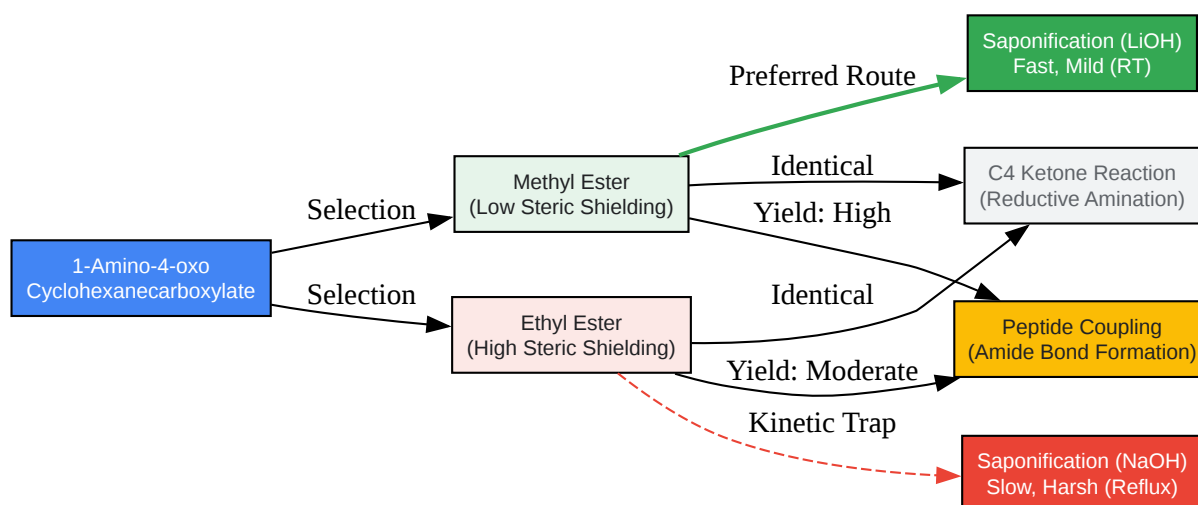 Saponification (LiOH)
Fast, Mild (RT)
Preferred Route
Methyl Ester
(Low Steric Shielding)
Identical
C4 Ketone Reaction
(Reductive Amination)
Selection
Yield: High
1-Amino-4-oxo
Cyclohexanecarboxylate
Selection
Identical
Ethyl Ester
(High Steric Shielding)
Peptide Coupling
(Amide Bond Formation)
Yield: Moderate
Kinetic Trap
Saponification (NaOH)
Slow, Harsh (Reflux)